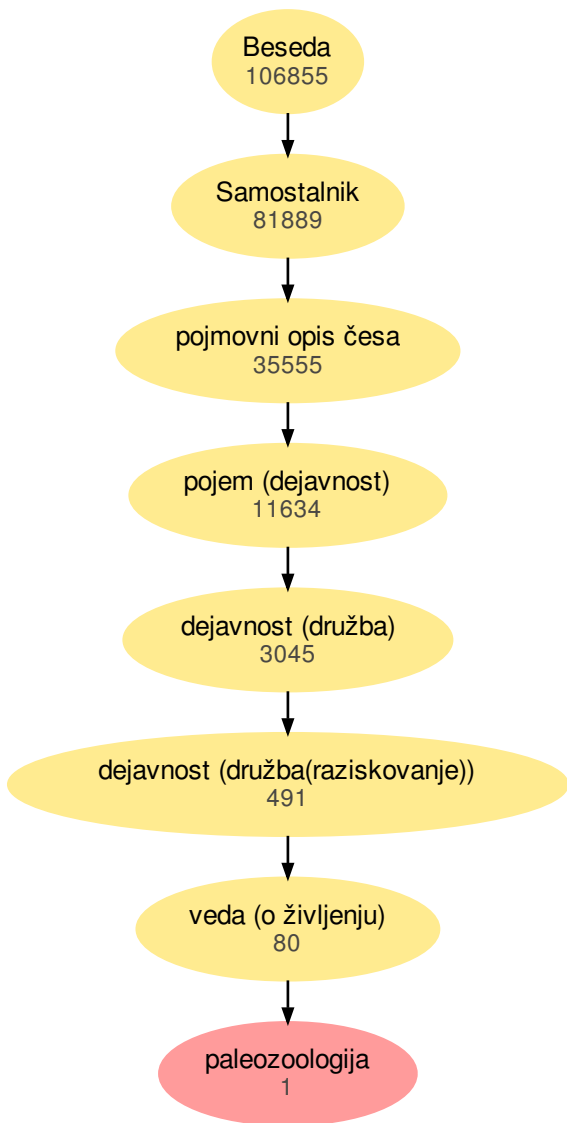 Beseda
106855
Samostalnik
81889
pojmovni opis česa
35555
pojem (dejavnost)
11634
dejavnost (družba)
3045
dejavnost (družba(raziskovanje))
491
veda (o življenju)
80
paleozoologija
1